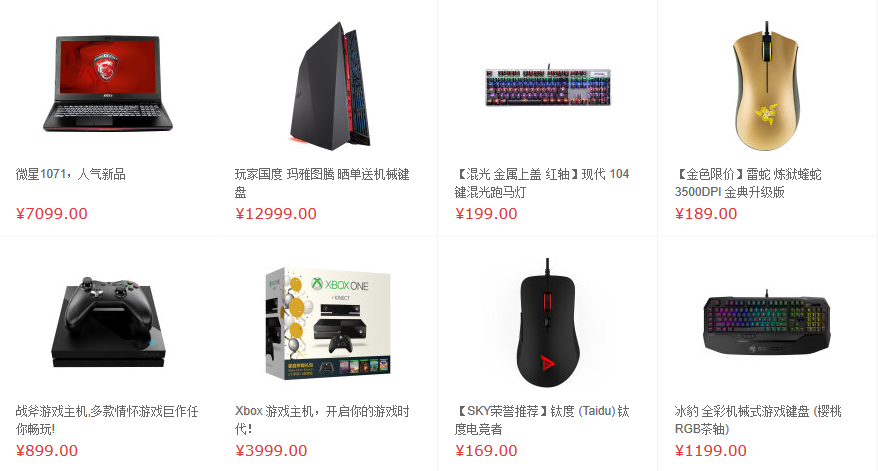 微星1071，人气新品
¥7099.00
玩家国度 玛雅图腾 晒单送机械键
盘
¥12999.00
【混光 金属上盖 红轴】现代 104
键混光跑马灯
¥199.00
【金色限价】雷蛇 炼狱蝰蛇
3500DPI 金典升级版
¥189.00
XBOX ONE
+ KINECT
战斧游戏主机,多款情怀游戏巨作任
你畅玩!
¥899.00
Xbox 游戏主机，开启你的游戏时
代！
¥3999.00
【SKY荣誉推荐】钛度 (Taidu) 钛
度电竞者
¥169.00
冰豹 全彩机械式游戏键盘 (樱桃
RGB茶轴)
¥1199.00